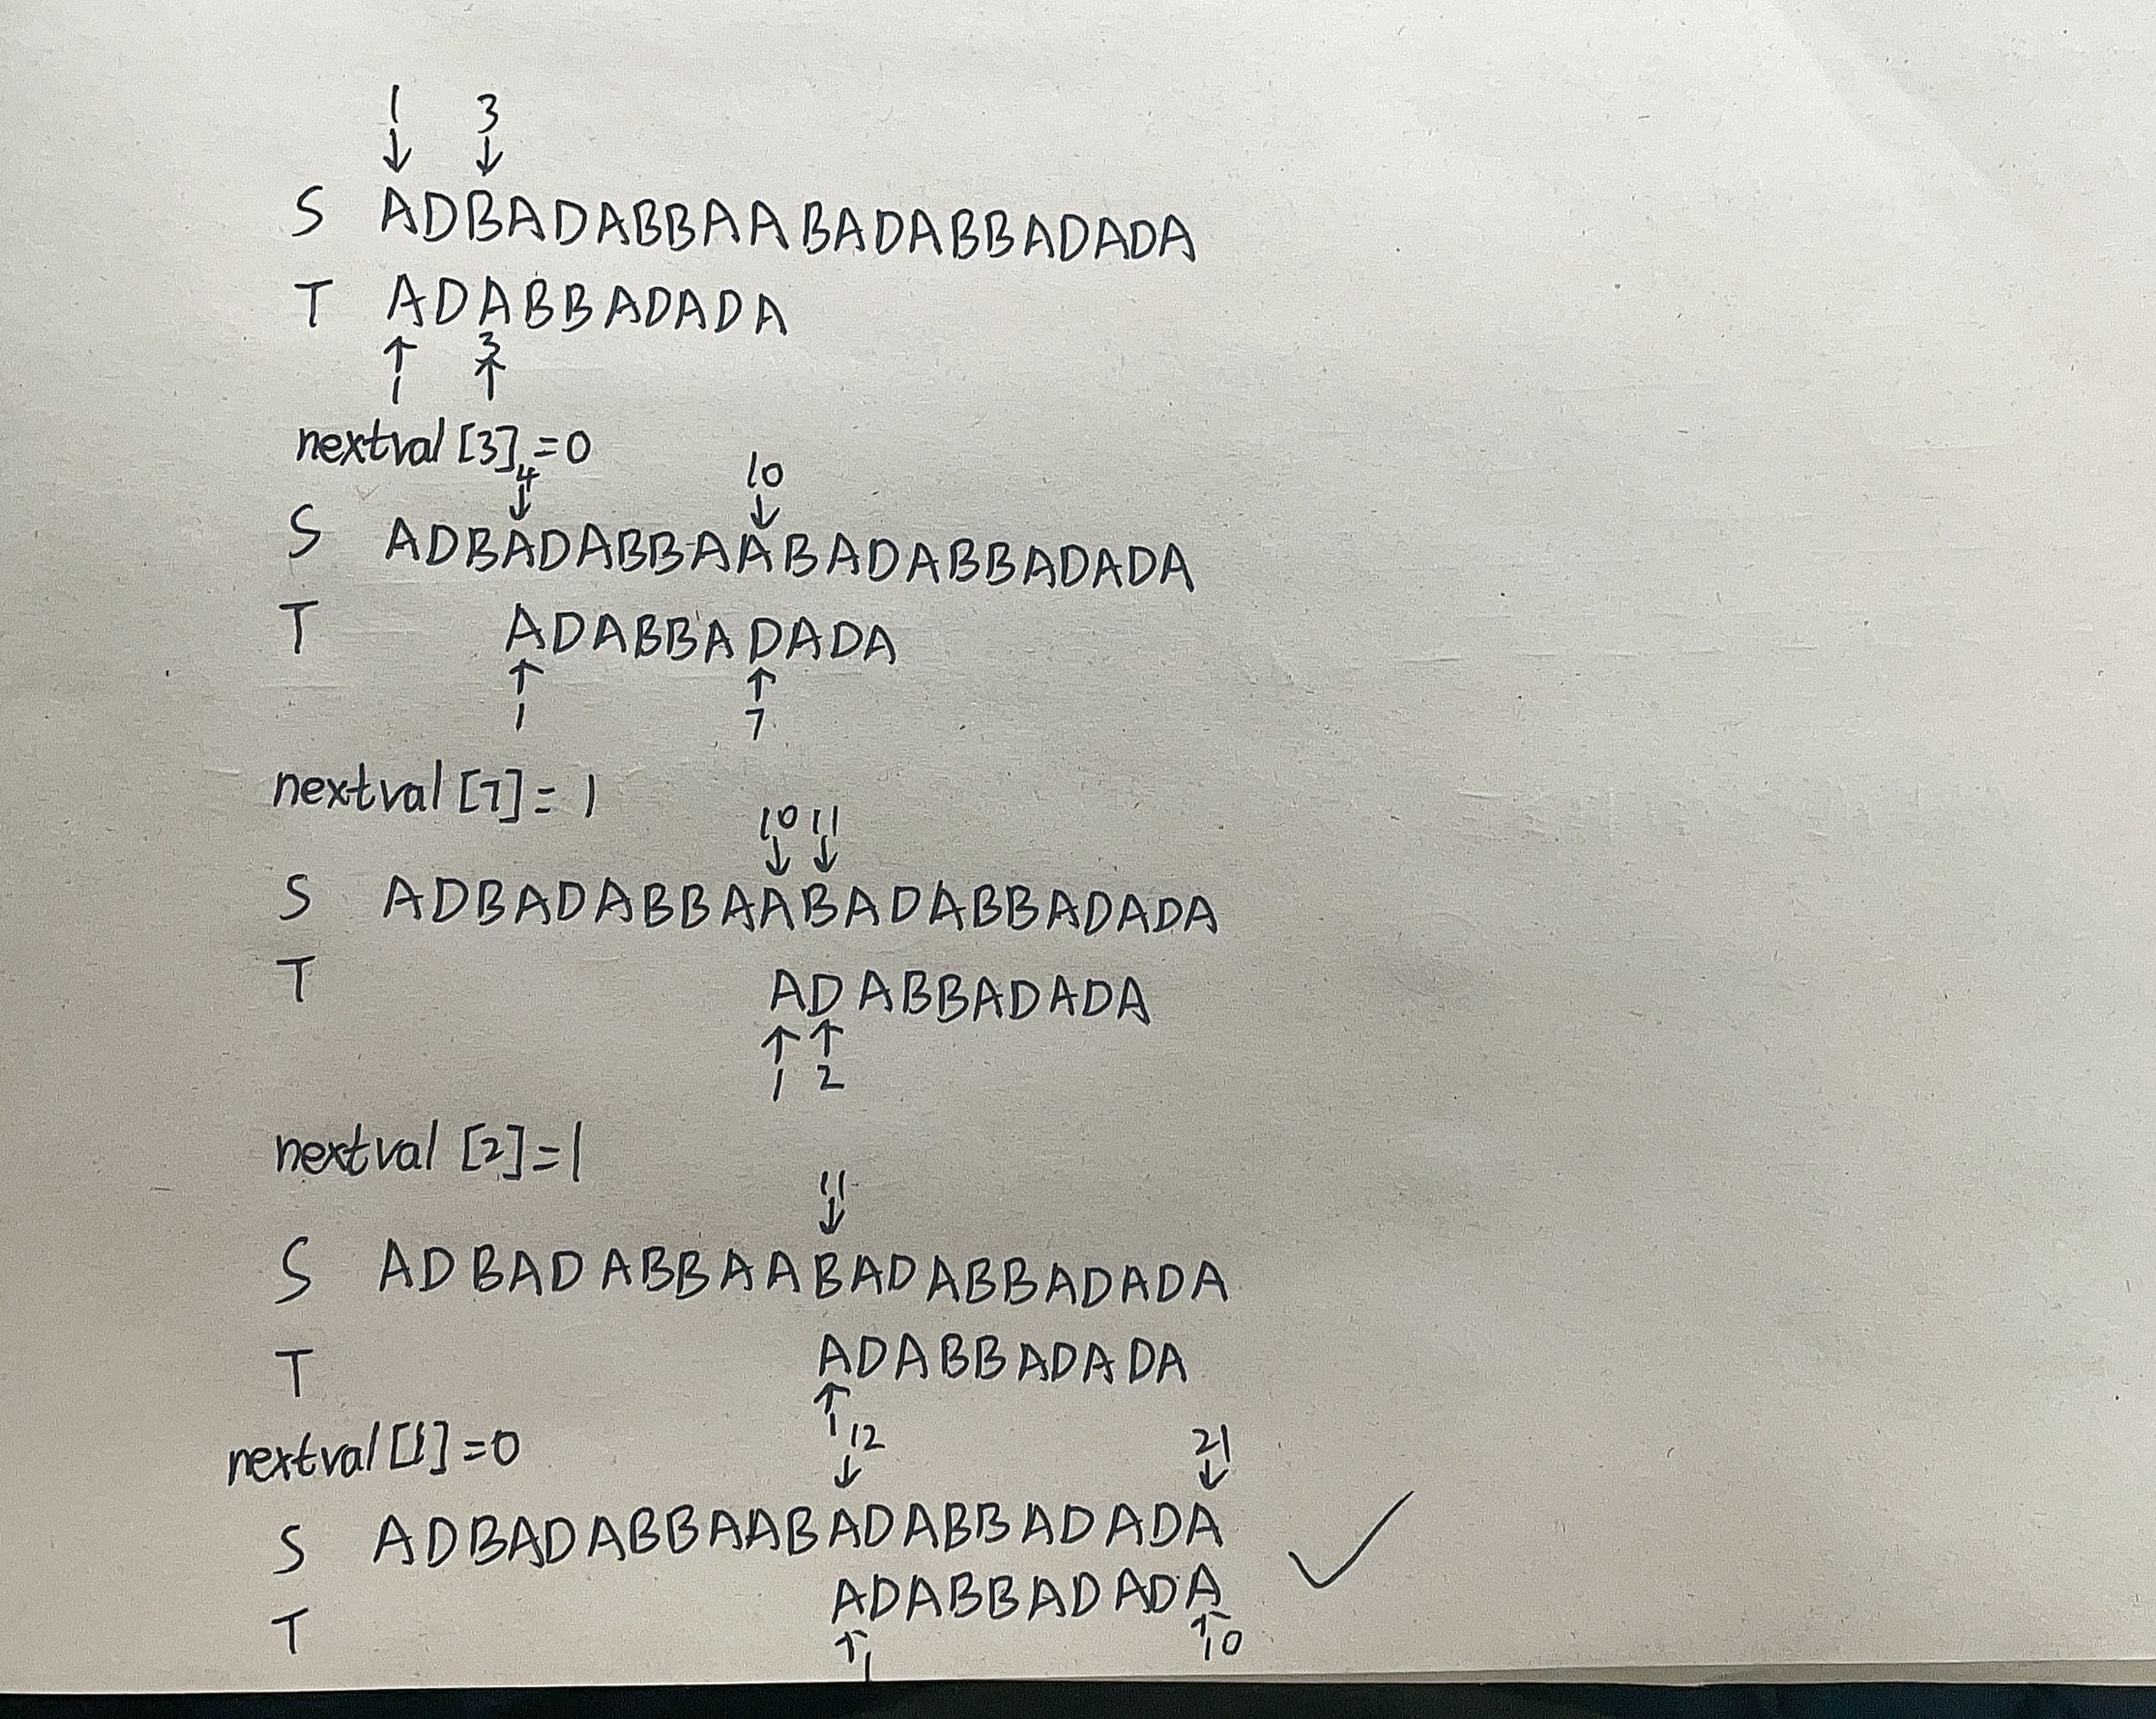 1 3
S ADBADABBAABADABBADADA
T ADABBADADA
1 3
nextval [3] = 0
4 10
S ADBADABBAABADABBADADA
T ADABBADADA
1 7
nextval [7] = 1
10 11
S ADBADABBAABADABBADADA
T ADABBADADA
1 2
nextval [2] = 1
11
S ADBADABBAABADABBADADA
T ADABBADADA
1
nextval [1] = 0
12 21
S ADBADABBAABADABBADADA
T ADABBADADA
1 10